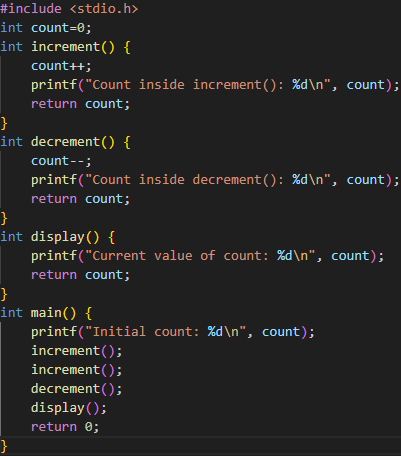 #include <stdio.h>
int count=0;
int increment() {
    count++;
    printf("Count inside increment(): %d\n", count);
    return count;
}
int decrement() {
    count--;
    printf("Count inside decrement(): %d\n", count);
    return count;
}
int display() {
    printf("Current value of count: %d\n", count);
    return count;
}
int main() {
    printf("Initial count: %d\n", count);
    increment();
    increment();
    decrement();
    display();
    return 0;
}